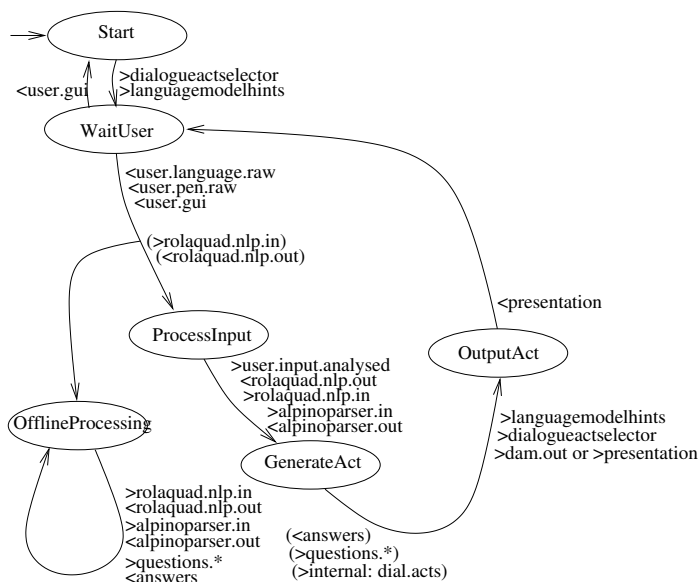 Start
>dialogueactselector
<user.gui
>languagemodelhints
WaitUser
<user.language.raw
<user.pen.raw
<user.gui
(>rolaquad.nlp.in)
(<rolaquad.nlp.out)
<presentation
ProcessInput
OutputAct
>user.input.analysed
<rolaquad.nlp.out
>rolaquad.nlp.in
>alpinoparser.in
<alpinoparser.out
OfflineProcessing
>languagemodelhints
>dialogueactselector
>dam.out or >presentation
GenerateAct
>rolaquad.nlp.in
<rolaquad.nlp.out
>alpinoparser.in
<alpinoparser.out
>questions.*
<answers
(<answers)
(>questions.*)
(>internal: dial.acts)